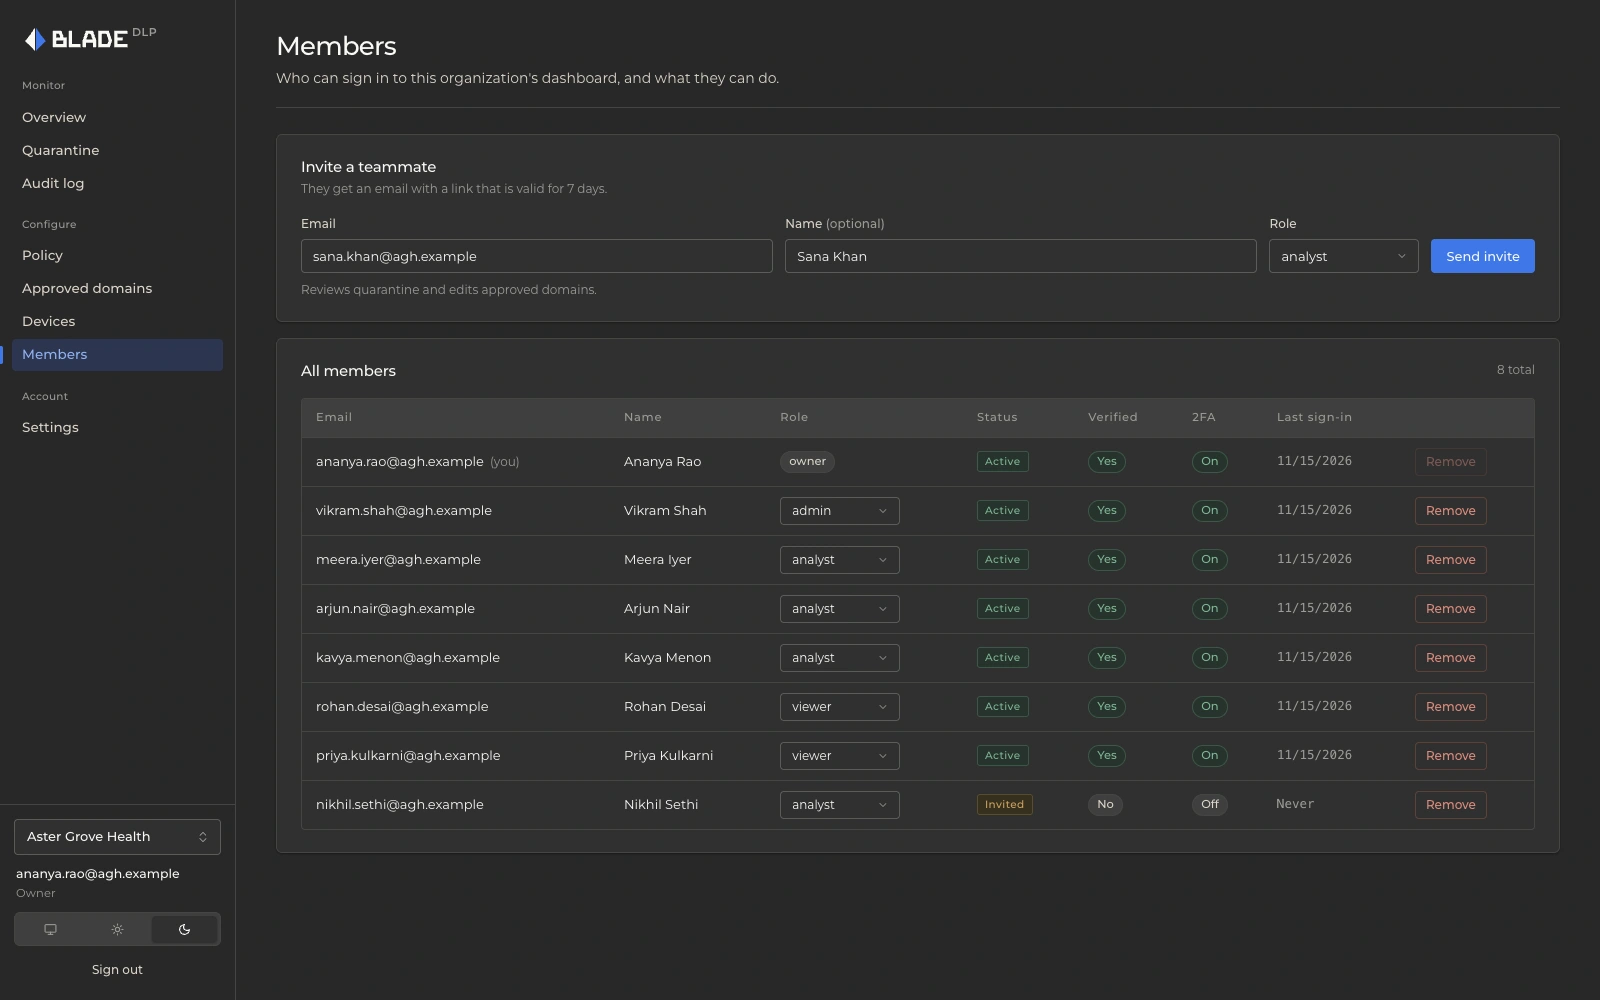 BLADE DLP
Monitor
Overview
Quarantine
Audit log
Configure
Policy
Approved domains
Devices
Members
Account
Settings
Aster Grove Health
ananya.rao@agh.example
Owner
Sign out
Members
Who can sign in to this organization's dashboard, and what they can do.
Invite a teammate
They get an email with a link that is valid for 7 days.
Email Name (optional) Role
sana.khan@agh.example Sana Khan analyst Send invite
Reviews quarantine and edits approved domains.
All members 8 total
Email Name Role Status Verified 2FA Last sign-in
ananya.rao@agh.example (you) Ananya Rao owner Active Yes On 11/15/2026 Remove
vikram.shah@agh.example Vikram Shah admin Active Yes On 11/15/2026 Remove
meera.iyer@agh.example Meera Iyer analyst Active Yes On 11/15/2026 Remove
arjun.nair@agh.example Arjun Nair analyst Active Yes On 11/15/2026 Remove
kavya.menon@agh.example Kavya Menon analyst Active Yes On 11/15/2026 Remove
rohan.desai@agh.example Rohan Desai viewer Active Yes On 11/15/2026 Remove
priya.kulkarni@agh.example Priya Kulkarni viewer Active Yes On 11/15/2026 Remove
nikhil.sethi@agh.example Nikhil Sethi analyst Invited No Off Never Remove